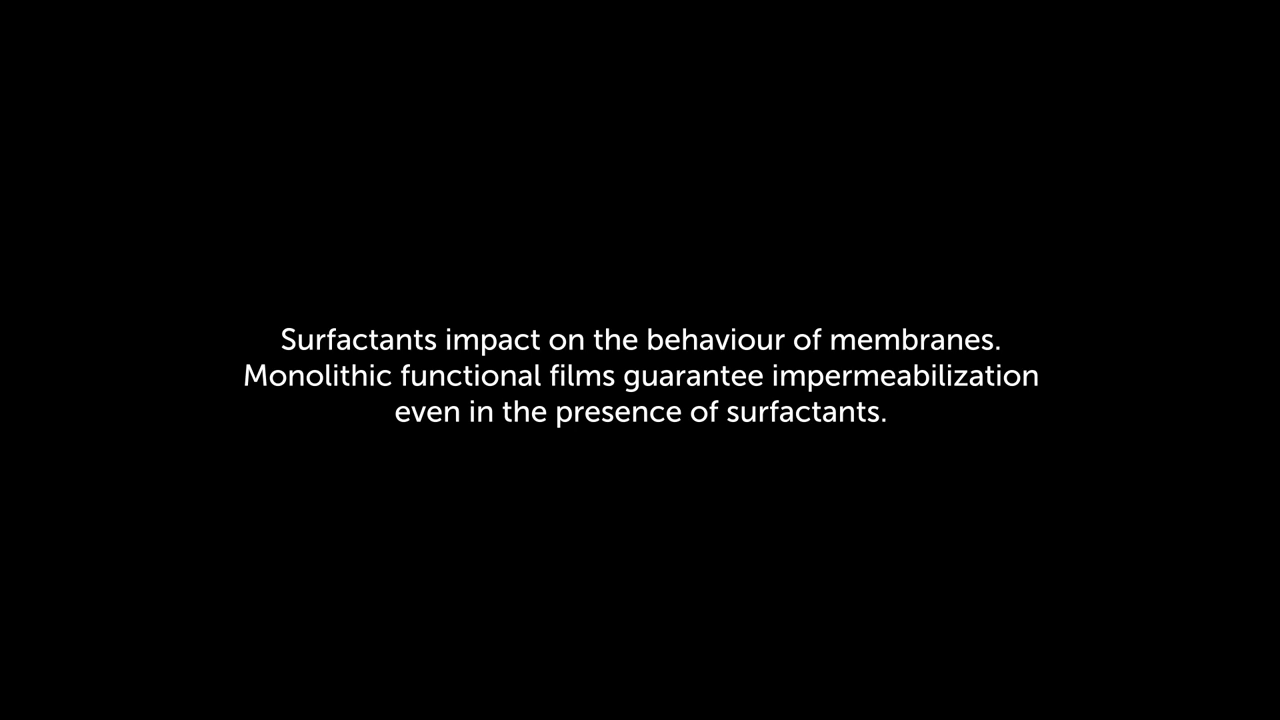 Surfactants impact on the behaviour of membranes.
Monolithic functional films guarantee impermeabilization
even in the presence of surfactants.